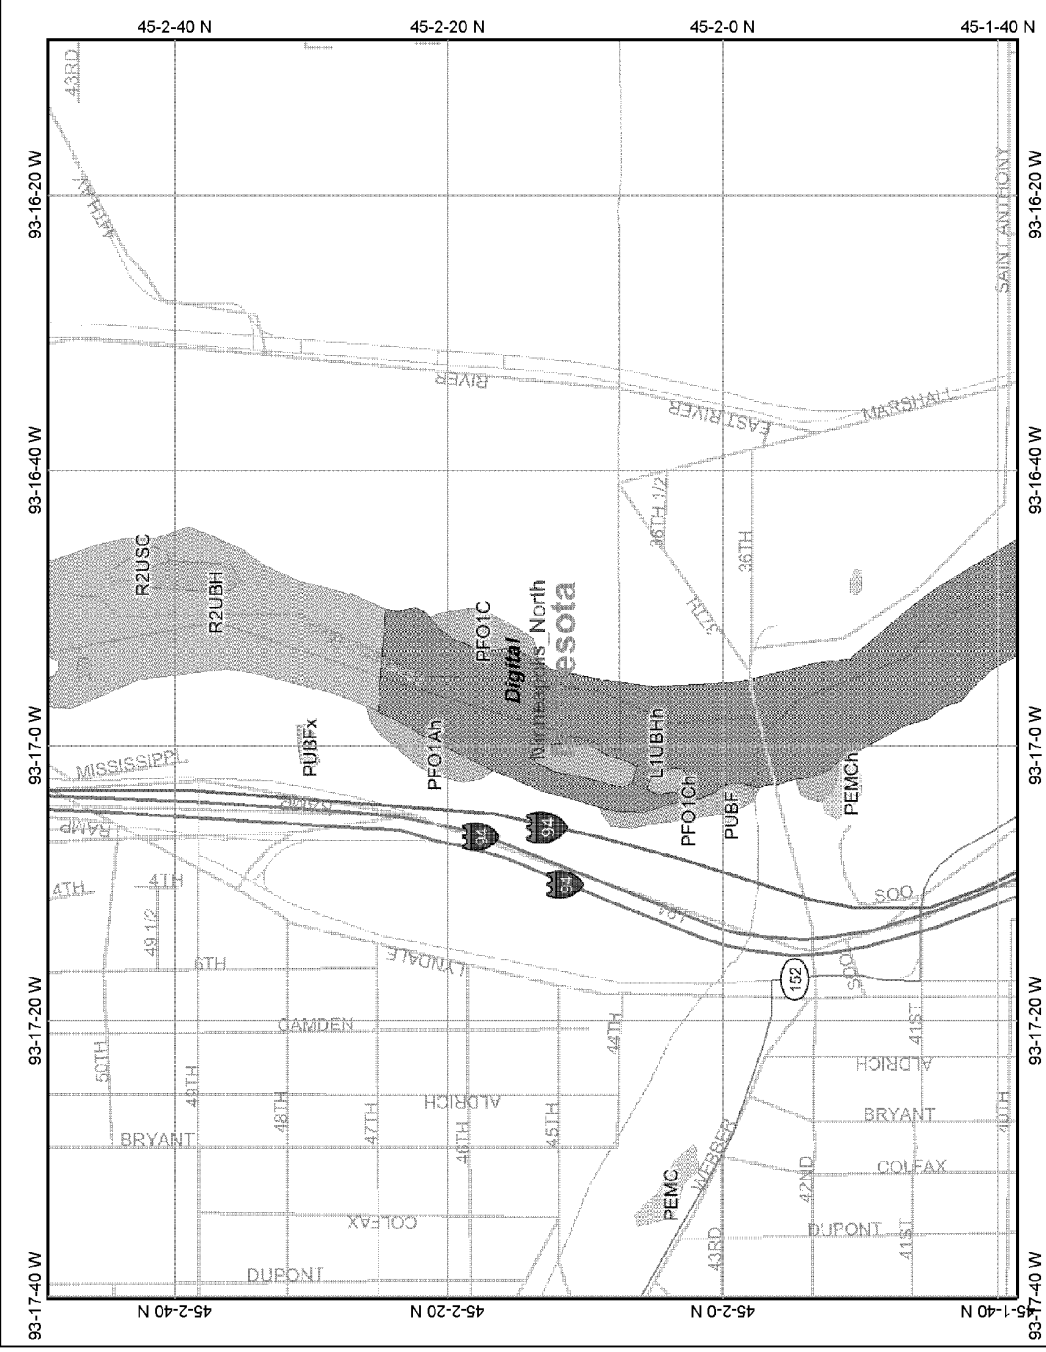 45-2-40 N
45-2-20 N
45-2-0 N
45-1-40 N
43RD
93-16-20 W
93-16-20 W
SAINT ANTHONY
RIVER
EAST RIVER
MARSHALL
93-16-40 W
93-16-40 W
36TH 1/2
36TH
37TH
R2USC
R2UBH
PFO1C
Digital
Minneapolis_North
esota
93-17-0 W
93-17-0 W
MISSISSIPPI
PUBFx
PFO1Ah
L1UBHh
PFO1Ch
PUBF
PEMCh
RAMP
RAMP
94
94
94
I94
4TH
4TH
49 1/2
6TH
LYNDALE
SOO
SOO
152
93-17-20 W
93-17-20 W
CAMDEN
44TH
41ST
50TH
49TH
48TH
47TH
46TH
45TH
ALDRICH
ALDRICH
BRYANT
BRYANT
40TH
WEBBER
PEMC
42ND
COLFAX
COLFAX
43RD
DUPONT
41ST
DUPONT
93-17-40 W
93-17-40 W
45-2-40 N
45-2-20 N
45-2-0 N
45-1-40 N